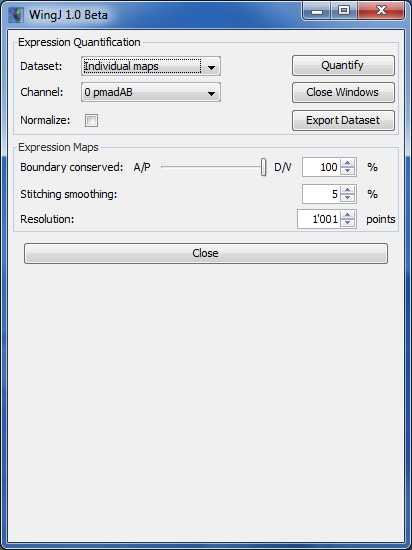 WingJ 1.0 Beta
Expression Quantification
Dataset: Individual maps Quantify
Channel: 0 pmadAB Close Windows
Normalize: Export Dataset
Expression Maps
Boundary conserved: A/P D/V 100 %
Stitching smoothing: 5 %
Resolution: 1'001 points
Close